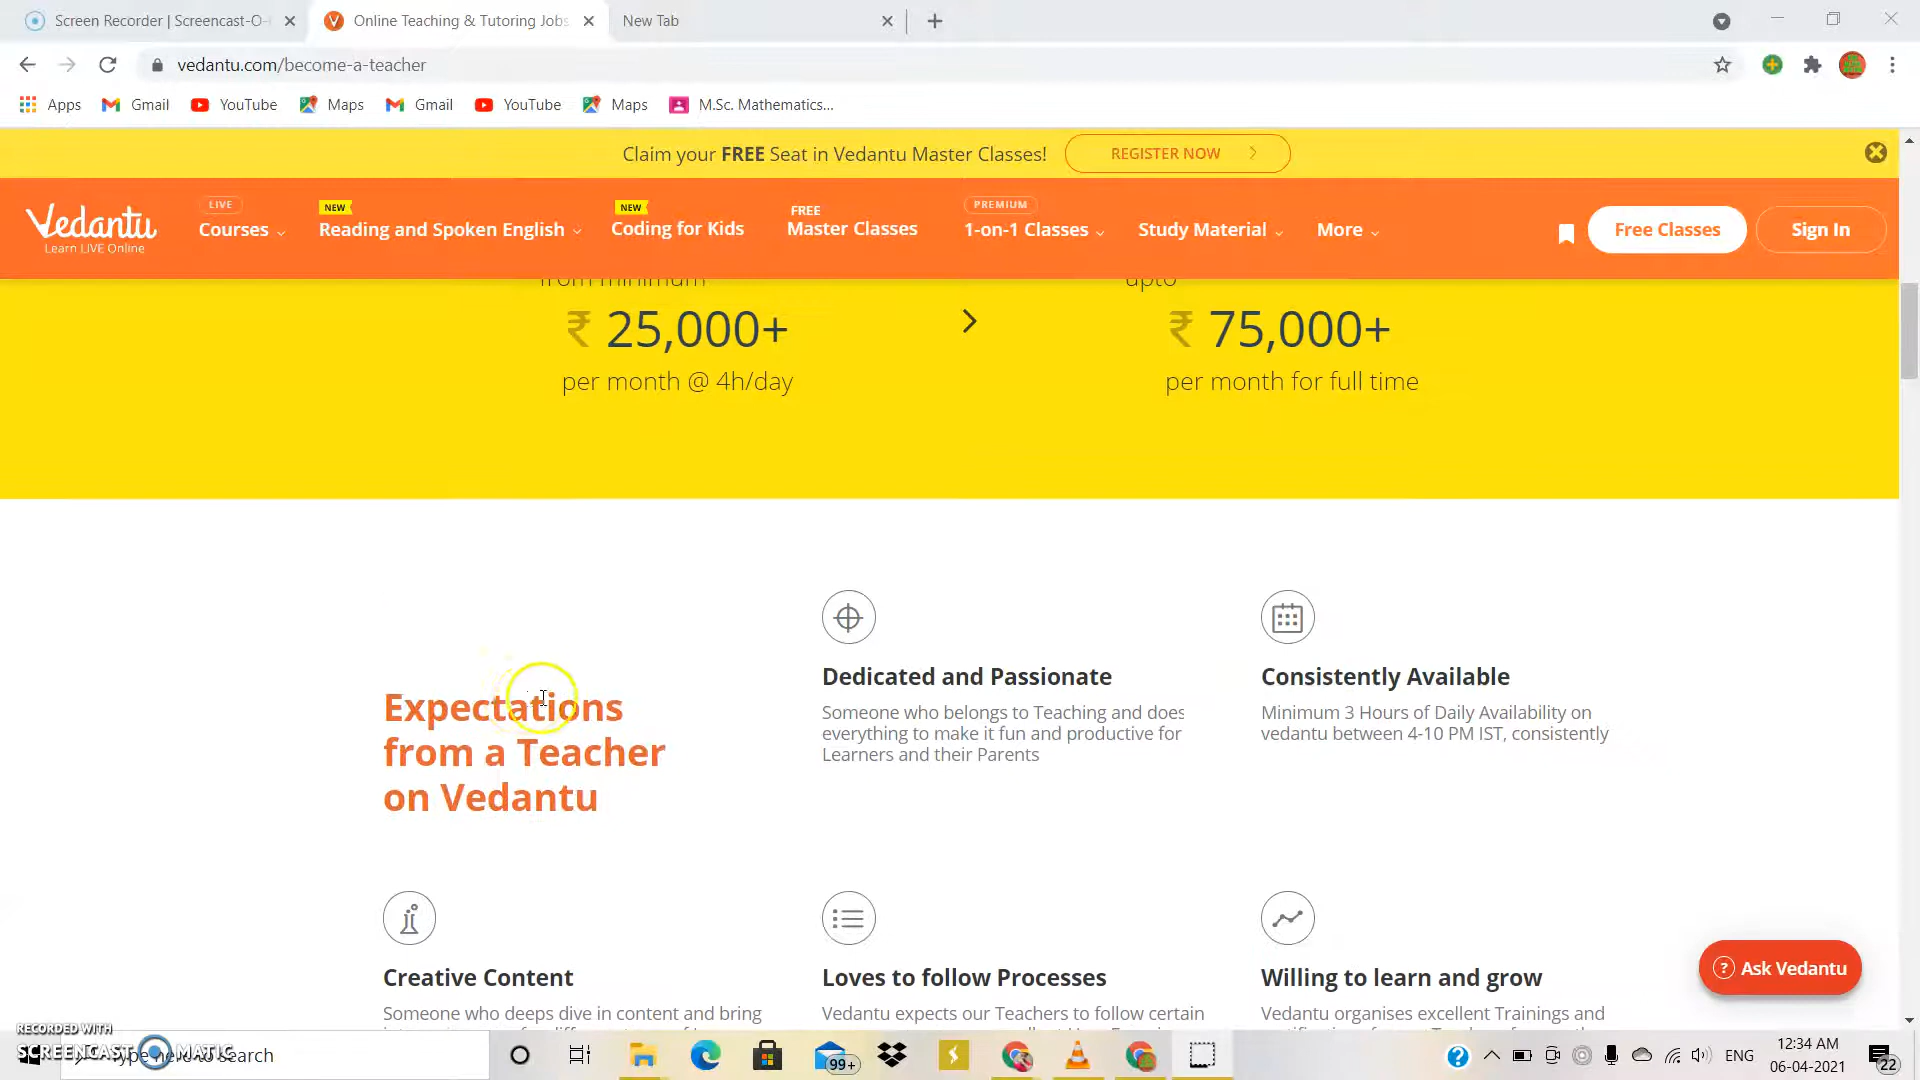 Screen Recorder | Screencast-O-
Online Teaching & Tutoring Jobs
New Tab
vedantu.com/become-a-teacher
Apps
Gmail
YouTube
Maps
Gmail
YouTube
Maps
M.Sc. Mathematics...
Claim your FREE Seat in Vedantu Master Classes!
REGISTER NOW
Vedantu
Learn LIVE Online
LIVE
Courses
NEW
Reading and Spoken English
NEW
Coding for Kids
FREE
Master Classes
PREMIUM
1-on-1 Classes
Study Material
More
Free Classes
Sign In
from minimum
upto
₹ 25,000+
₹ 75,000+
per month @ 4h/day
per month for full time
Expectations
from a Teacher
on Vedantu
Dedicated and Passionate
Someone who belongs to Teaching and does
everything to make it fun and productive for
Learners and their Parents
Consistently Available
Minimum 3 Hours of Daily Availability on
vedantu between 4-10 PM IST, consistently
Creative Content
Someone who deeps dive in content and bring
Loves to follow Processes
Vedantu expects our Teachers to follow certain
Willing to learn and grow
Vedantu organises excellent Trainings and
? Ask Vedantu
RECORDED WITH
SCREENCAST MATIC
Type here to search
99+
ENG
12:34 AM
06-04-2021
22